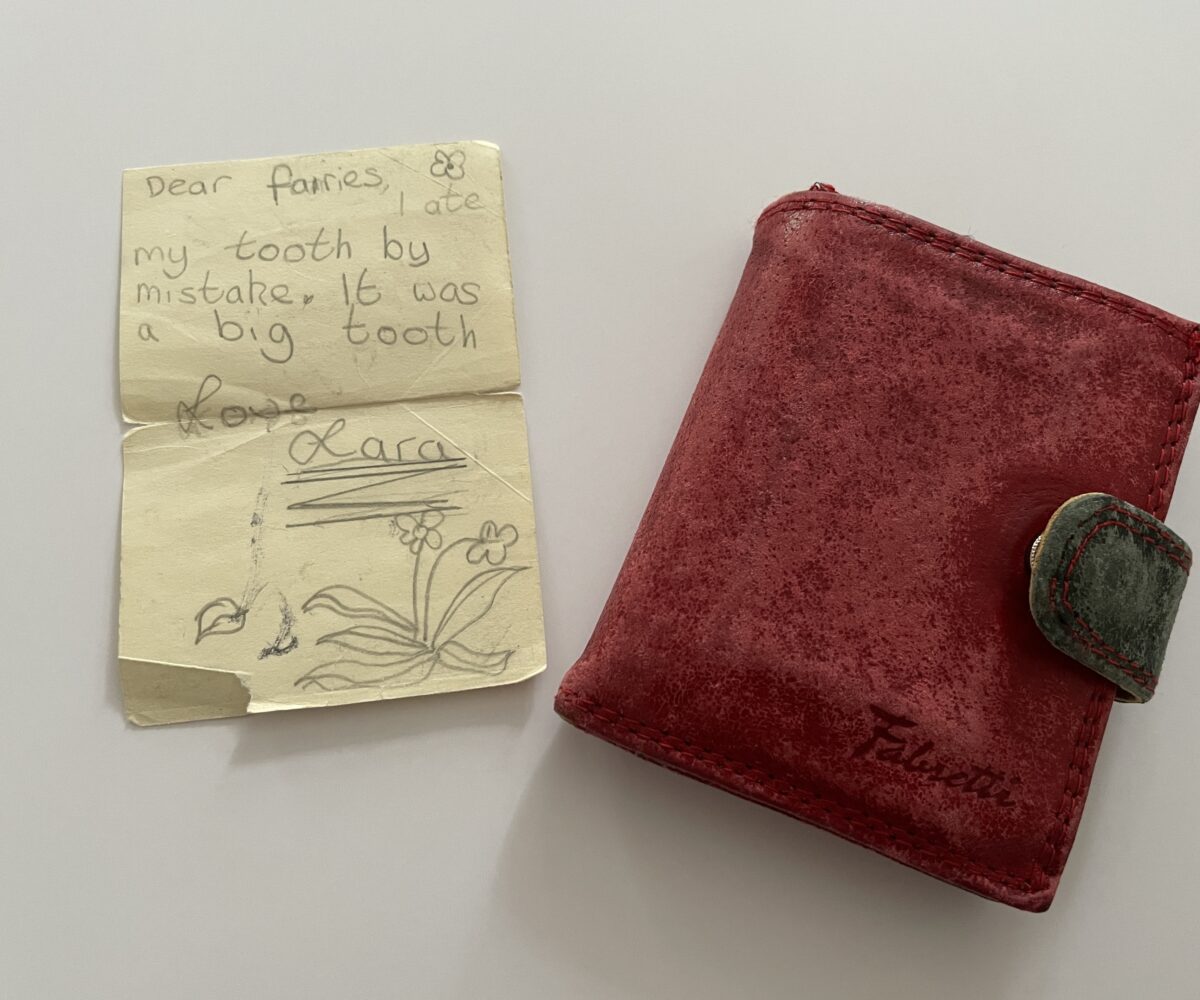 Dear fairies,
I ate
my tooth by
mistake. It was
a big tooth
Love
Lara
Fabretti